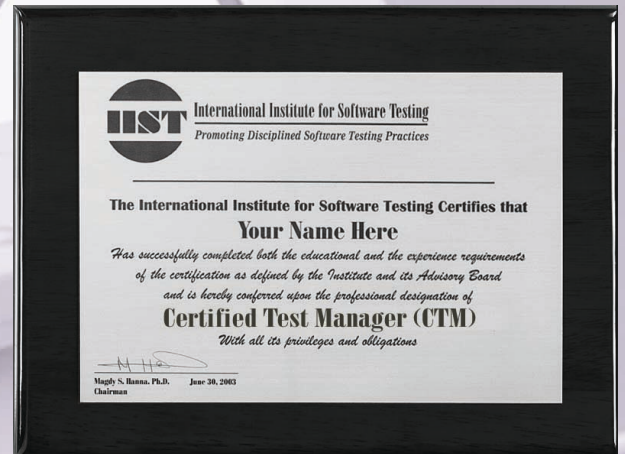 IIST
International Institute for Software Testing
Promoting Disciplined Software Testing Practices
The International Institute for Software Testing Certifies that
Your Name Here
Has successfully completed both the educational and the experience requirements
of the certification as defined by the Institute and its Advisory Board
and is hereby conferred upon the professional designation of
Certified Test Manager (CTM)
With all its privileges and obligations
Magdy S. Hanna, Ph.D. June 30, 2003
Chairman